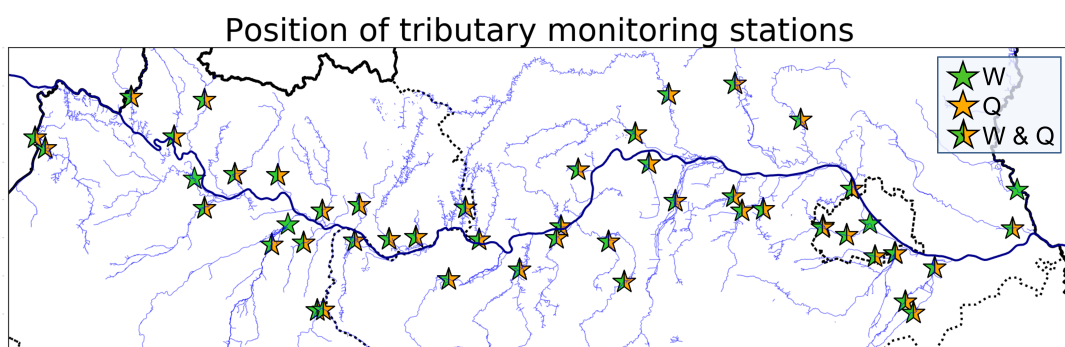 Position of tributary monitoring stations
W
Q
W & Q